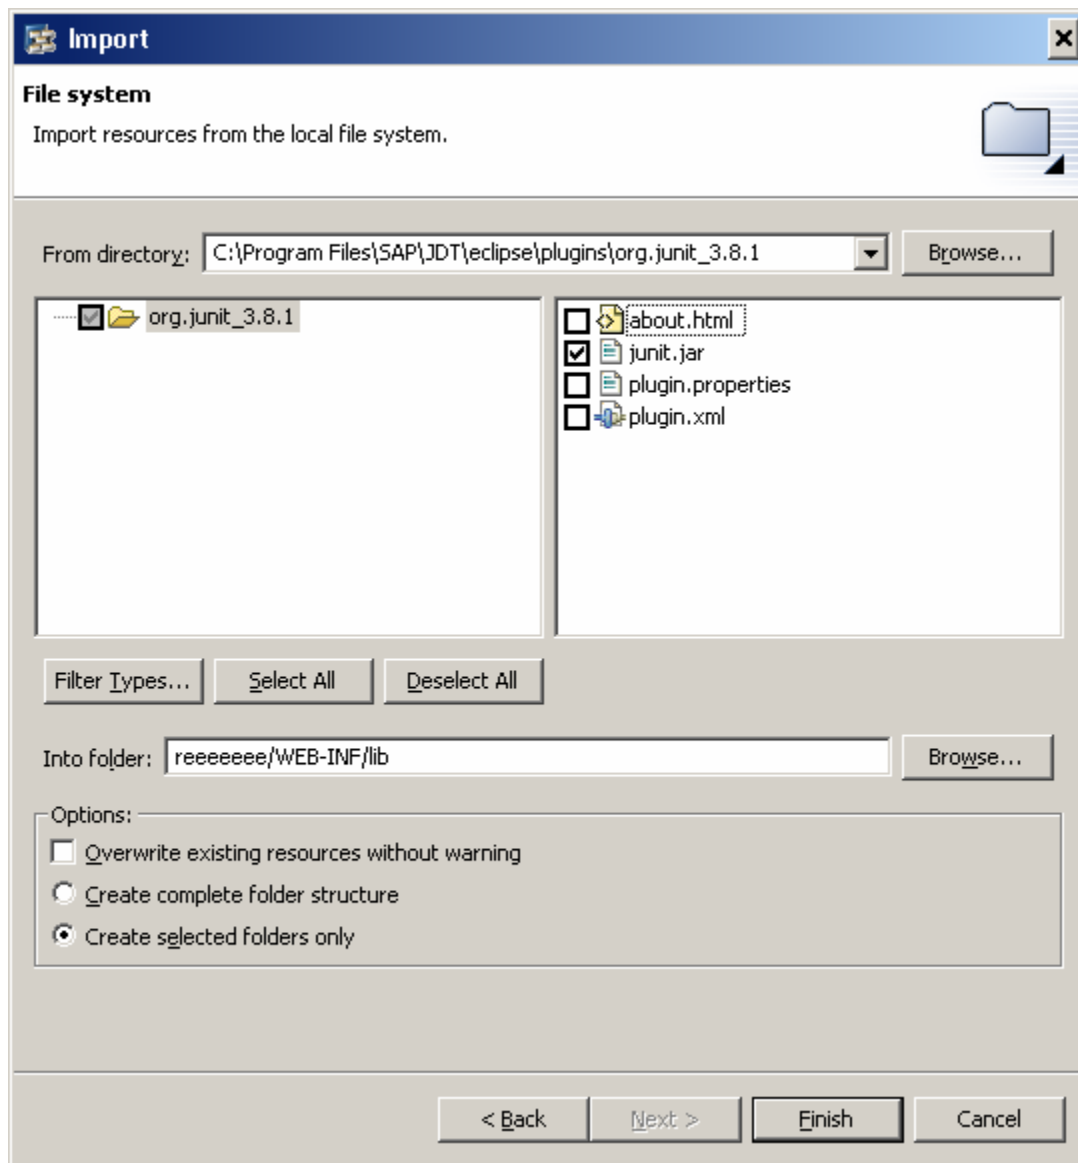 Import
File system
Import resources from the local file system.
From directory: C:\Program Files\SAP\JDT\eclipse\plugins\org.junit_3.8.1 Browse...
org.junit_3.8.1
about.html
junit.jar
plugin.properties
plugin.xml
Filter Types... Select All Deselect All
Into folder: reeeeeee/WEB-INF/lib Browse...
Options:
Overwrite existing resources without warning
Create complete folder structure
Create selected folders only
< Back Next > Finish Cancel